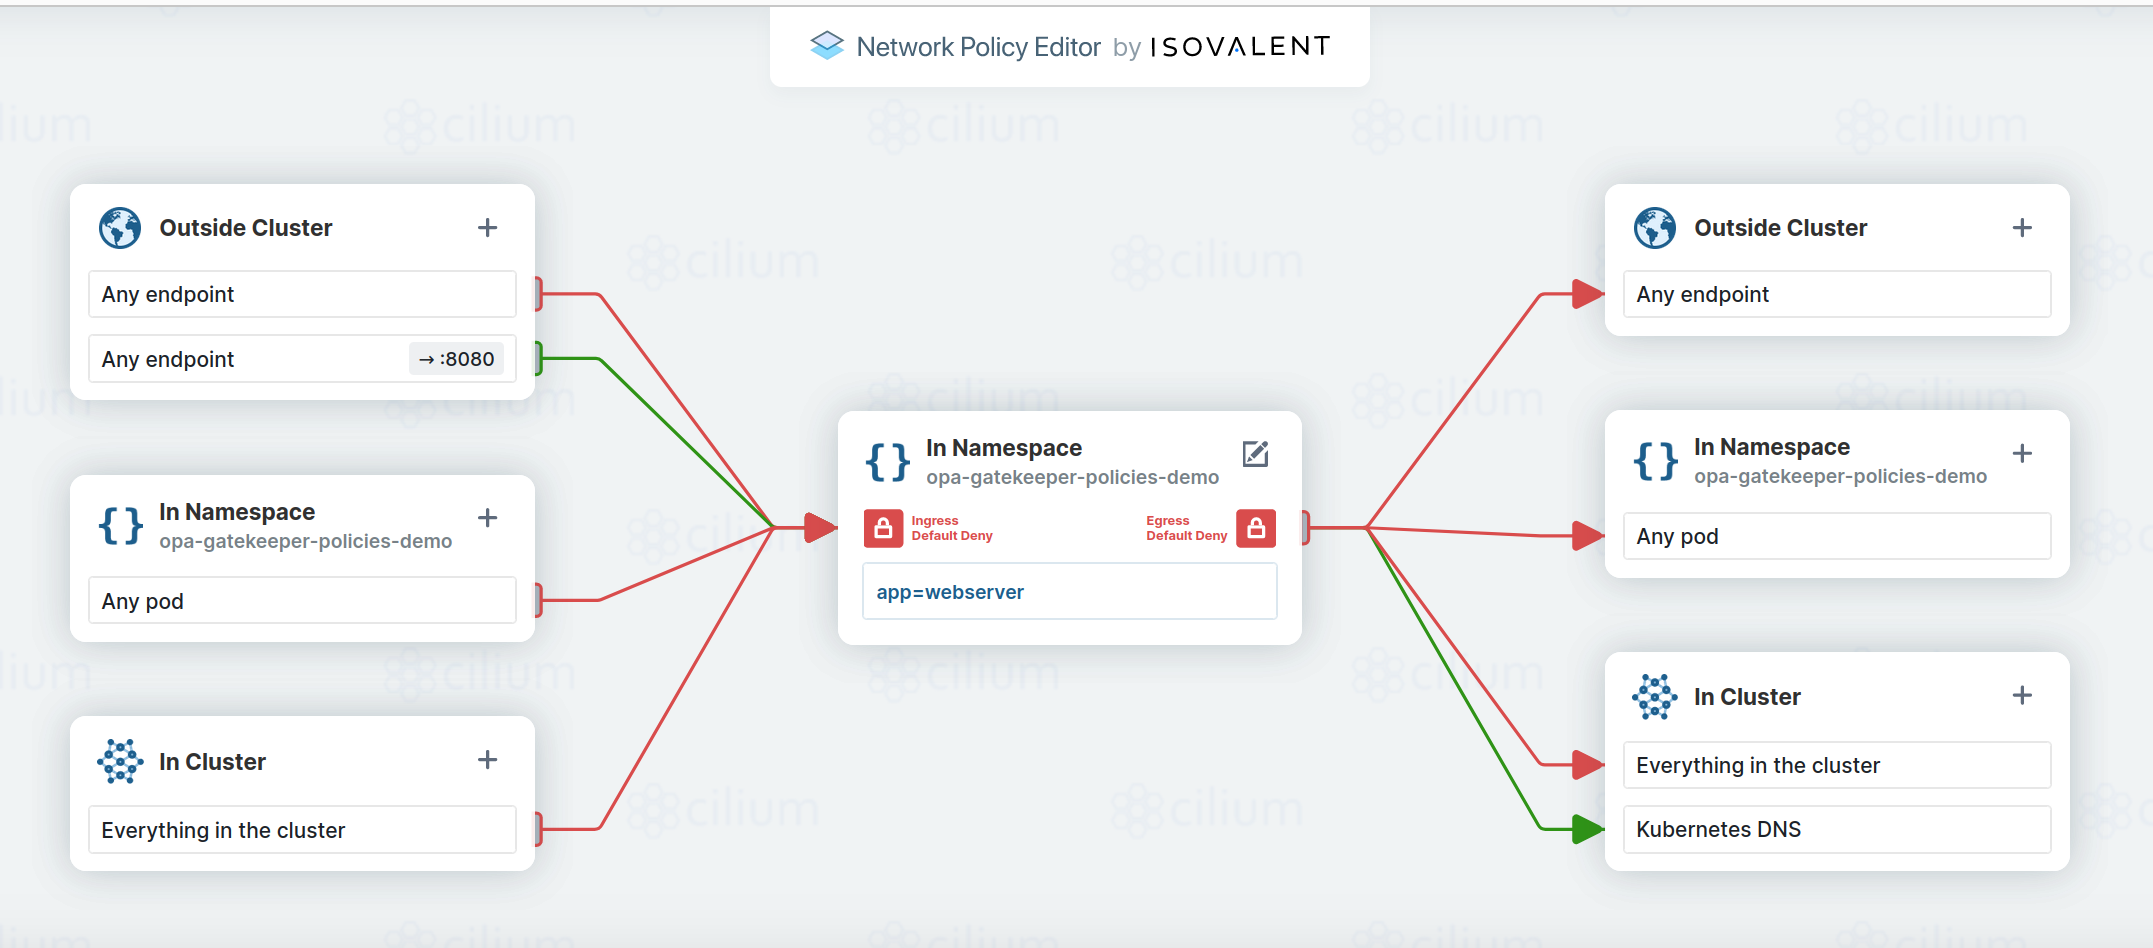 Network Policy Editor by ISOVALENT
Outside Cluster
Any endpoint
Any endpoint → :8080
In Namespace
opa-gatekeeper-policies-demo
Any pod
In Cluster
Everything in the cluster
In Namespace
opa-gatekeeper-policies-demo
Ingress
Default Deny
Egress
Default Deny
app=webserver
Outside Cluster
Any endpoint
In Namespace
opa-gatekeeper-policies-demo
Any pod
In Cluster
Everything in the cluster
Kubernetes DNS
cilium